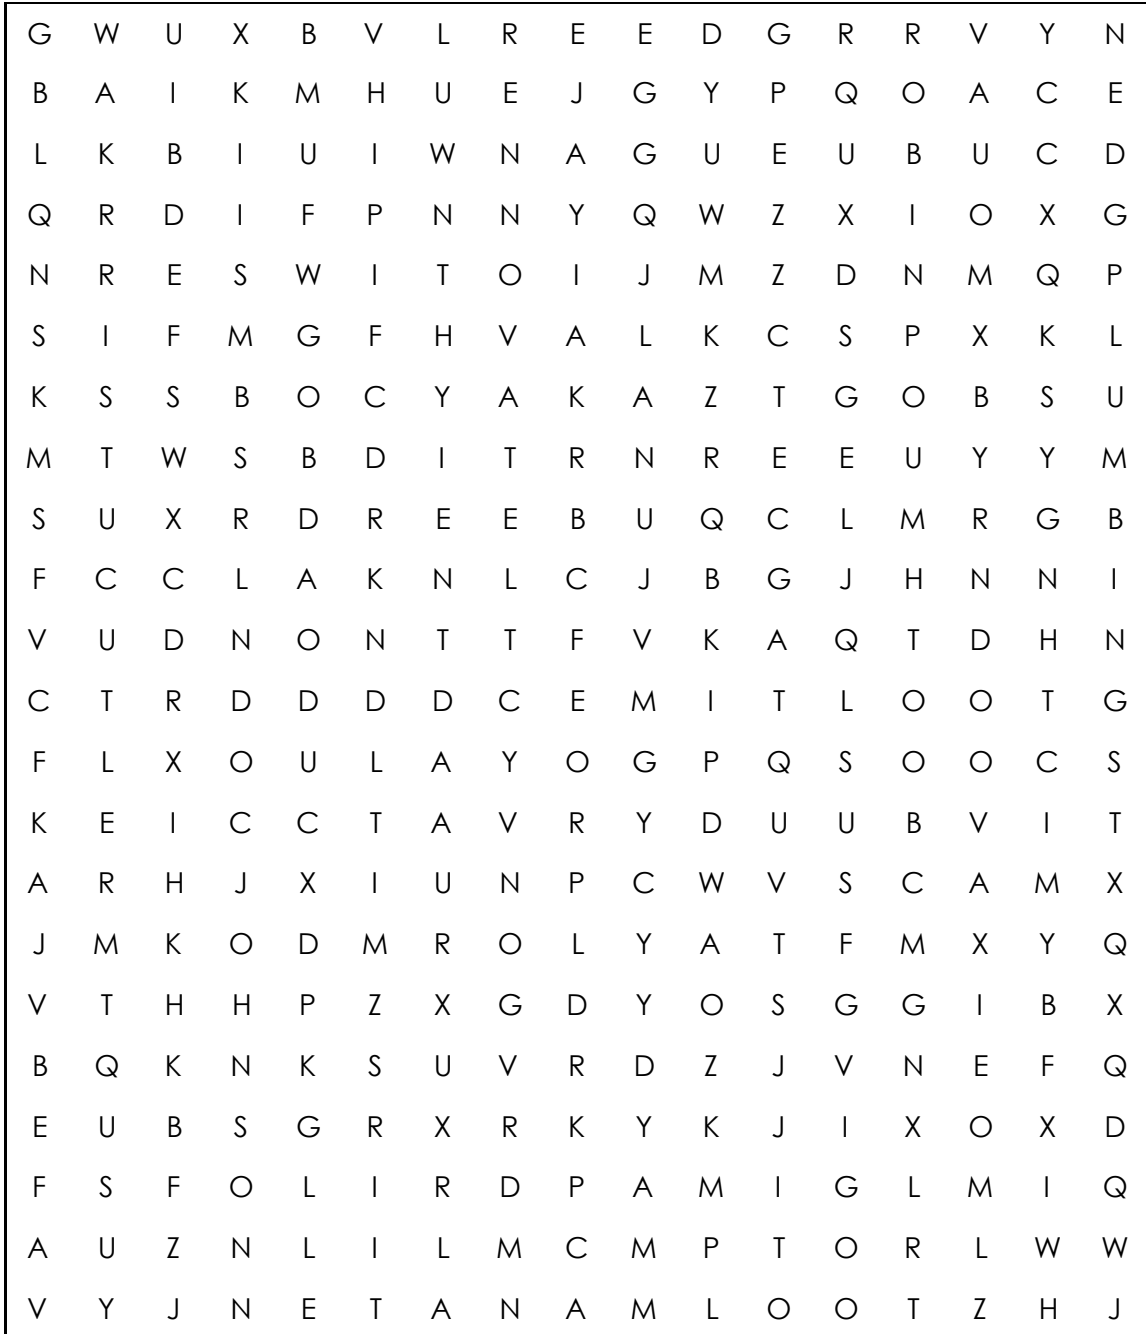 G W U X B V L R E E D G R R V Y N
B A I K M H U E J G Y P Q O A C E
L K B I U I W N A G U E U B U C D
Q R D I F P N N Y Q W Z X I O X G
N R E S W I T O I J M Z D N M Q P
S I F M G F H V A L K C S P X K L
K S S B O C Y A K A Z T G O B S U
M T W S B D I T R N R E E U Y Y M
S U X R D R E E B U Q C L M R G B
F C C L A K N L C J B G J H N N I
V U D N O N T T F V K A Q T D H N
C T R D D D D C E M I T L O O T G
F L X O U L A Y O G P Q S O O C S
K E I C C T A V R Y D U U B V I T
A R H J X I U N P C W V S C A M X
J M K O D M R O L Y A T F M X Y Q
V T H H P Z X G D Y O S G G I B X
B Q K N K S U V R D Z J V N E F Q
E U B S G R X R K Y K J I X O X D
F S F O L I R D P A M I G L M I Q
A U Z N L I L M C M P T O R L W W
V Y J N E T A N A M L O O T Z H J